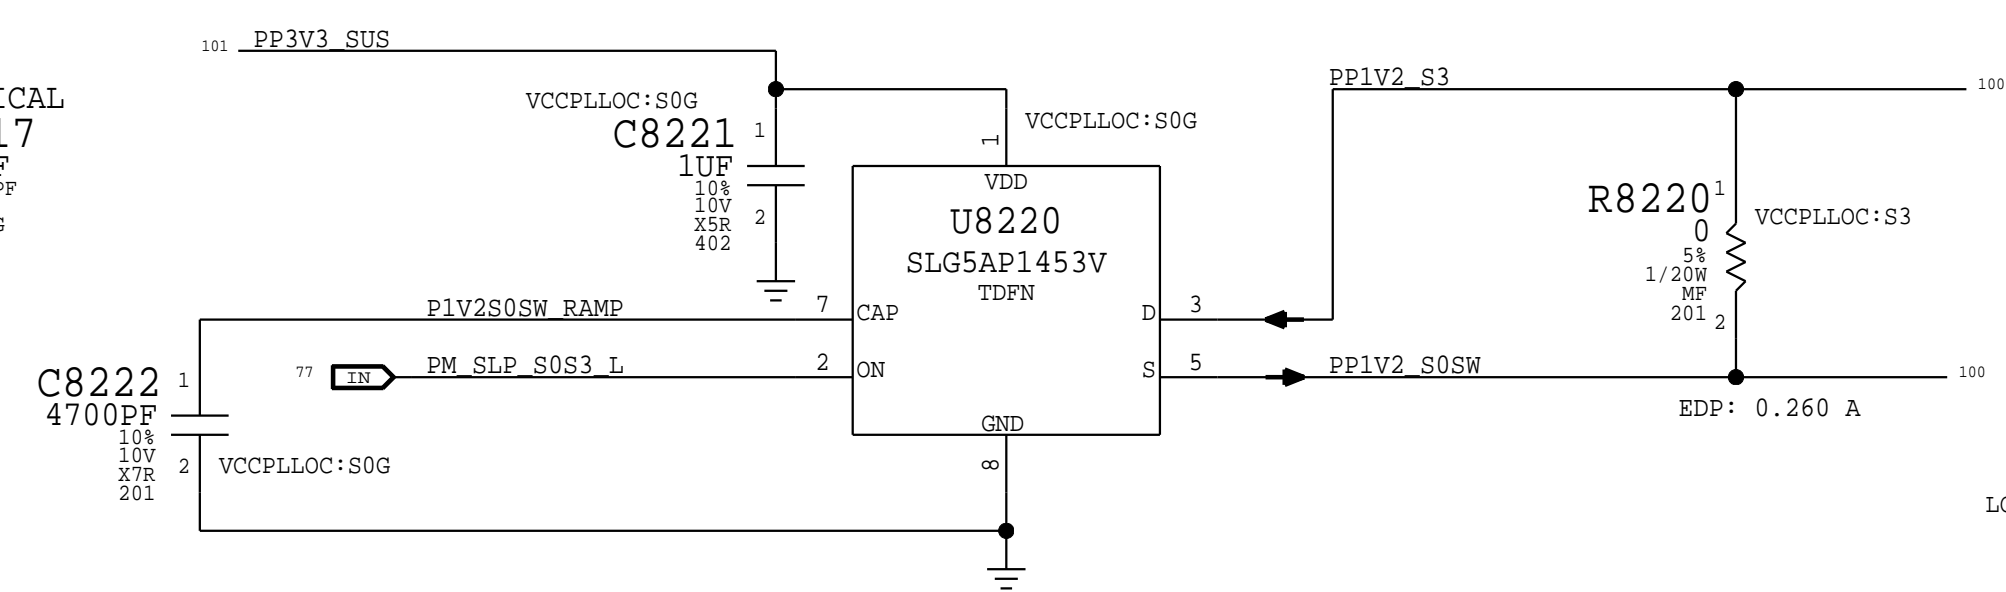 101 PP3V3_SUS
ICAL
17
F
PF
G
VCCPLLOC:S0G
C8221 1
1UF
10%
10V
X5R
402
2
1
VCCPLLOC:S0G
VDD
U8220
SLG5AP1453V
TDFN
7 CAP
2 ON
D 3
S 5
GND
8
P1V2S0SW_RAMP
77 IN PM_SLP_S0S3_L
C8222 1
4700PF
10%
10V
X7R
201
2
VCCPLLOC:S0G
PP1V2_S3
100
R8220 1
0
5%
1/20W
MF
201
2
VCCPLLOC:S3
PP1V2_S0SW
100
EDP: 0.260 A